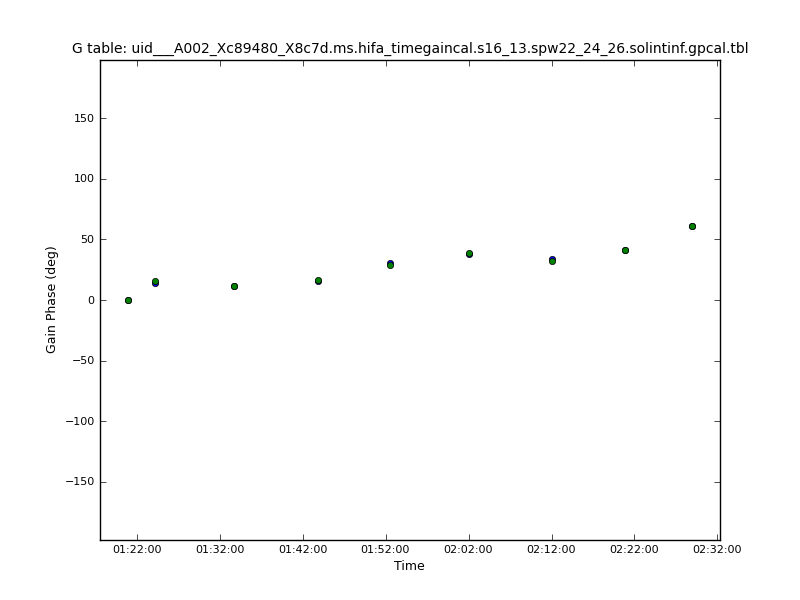 G table: uid___A002_Xc89480_X8c7d.ms.hifa_timegaincal.s16_13.spw22_24_26.solintinf.gpcal.tbl
150
100
50
0
−50
−100
−150
Gain Phase (deg)
01:22:00 01:32:00 01:42:00 01:52:00 02:02:00 02:12:00 02:22:00 02:32:00
Time